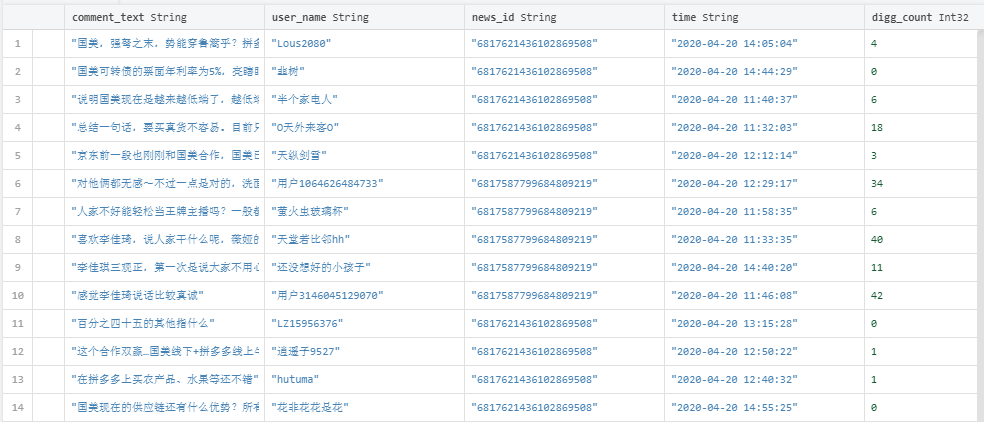 comment_text String user_name String news_id String time String digg_count Int32
1 "国美，强弩之末，势能穿鲁篙乎？拼多 "Lous2080" "6817621436102869508" "2020-04-20 14:05:04" 4
2 "国美可转债的票面年利率为5%，亮瞎眼 "韭树" "6817621436102869508" "2020-04-20 14:44:29" 0
3 "说明国美现在是越来越低端了，越低端 "半个家电人" "6817621436102869508" "2020-04-20 11:40:37" 6
4 "总结一句话，要买真货不容易。目前只 "O天外来客O" "6817621436102869508" "2020-04-20 11:32:03" 18
5 "京东前一段也刚刚和国美合作，国美已 "天纵剑雪" "6817621436102869508" "2020-04-20 12:12:14" 3
6 "对他俩都无感～不过一点是对的，洗面 "用户1064626484733" "6817587799684809219" "2020-04-20 12:29:17" 34
7 "人家不好能轻松当王牌主播吗？一般都 "萤火虫玻璃杯" "6817587799684809219" "2020-04-20 11:58:35" 6
8 "喜欢李佳琦，说人家干什么呢，薇娅的 "天堂若比邻hh" "6817587799684809219" "2020-04-20 11:33:35" 40
9 "李佳琪三观正，第一次是说大家不用心 "还没想好的小孩子" "6817587799684809219" "2020-04-20 14:40:20" 11
10 "感觉李佳琦说话比较真诚" "用户3146045129070" "6817587799684809219" "2020-04-20 11:46:08" 42
11 "百分之四十五的其他指什么" "LZ15956376" "6817621436102869508" "2020-04-20 13:15:28" 0
12 "这个合作双赢…国美线下+拼多多线上 "逍遥子9527" "6817621436102869508" "2020-04-20 12:50:22" 1
13 "在拼多多上买农产品、水果等还不错" "hutuma" "6817621436102869508" "2020-04-20 12:40:32" 1
14 "国美现在的供应链还有什么优势？所有 "花非花花是花" "6817621436102869508" "2020-04-20 14:55:25" 0